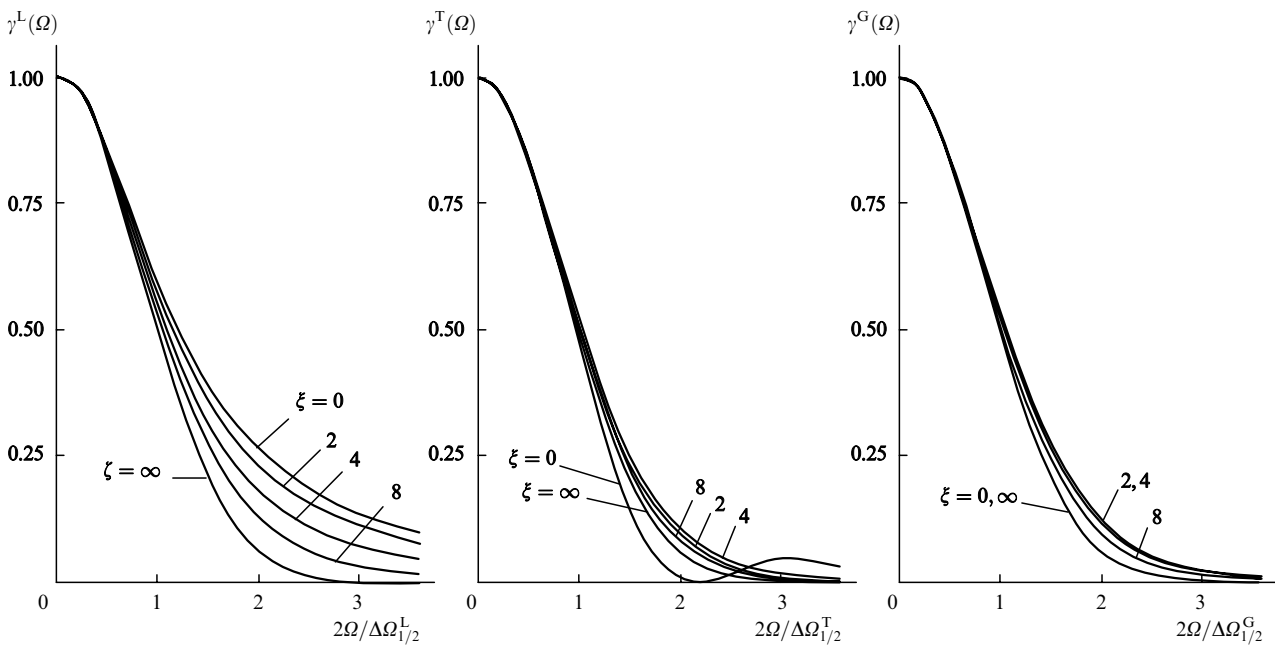 γ^L(Ω)
1.00
0.75
0.50
0.25
ξ = 0
2
4
8
ζ = ∞
0 1 2 3
2Ω/ΔΩ^L_{1/2}
γ^T(Ω)
1.00
0.75
0.50
0.25
ξ = 0
ξ = ∞
8
2
4
0 1 2 3
2Ω/ΔΩ^T_{1/2}
γ^G(Ω)
1.00
0.75
0.50
0.25
ξ = 0, ∞
2, 4
8
0 1 2 3
2Ω/ΔΩ^G_{1/2}